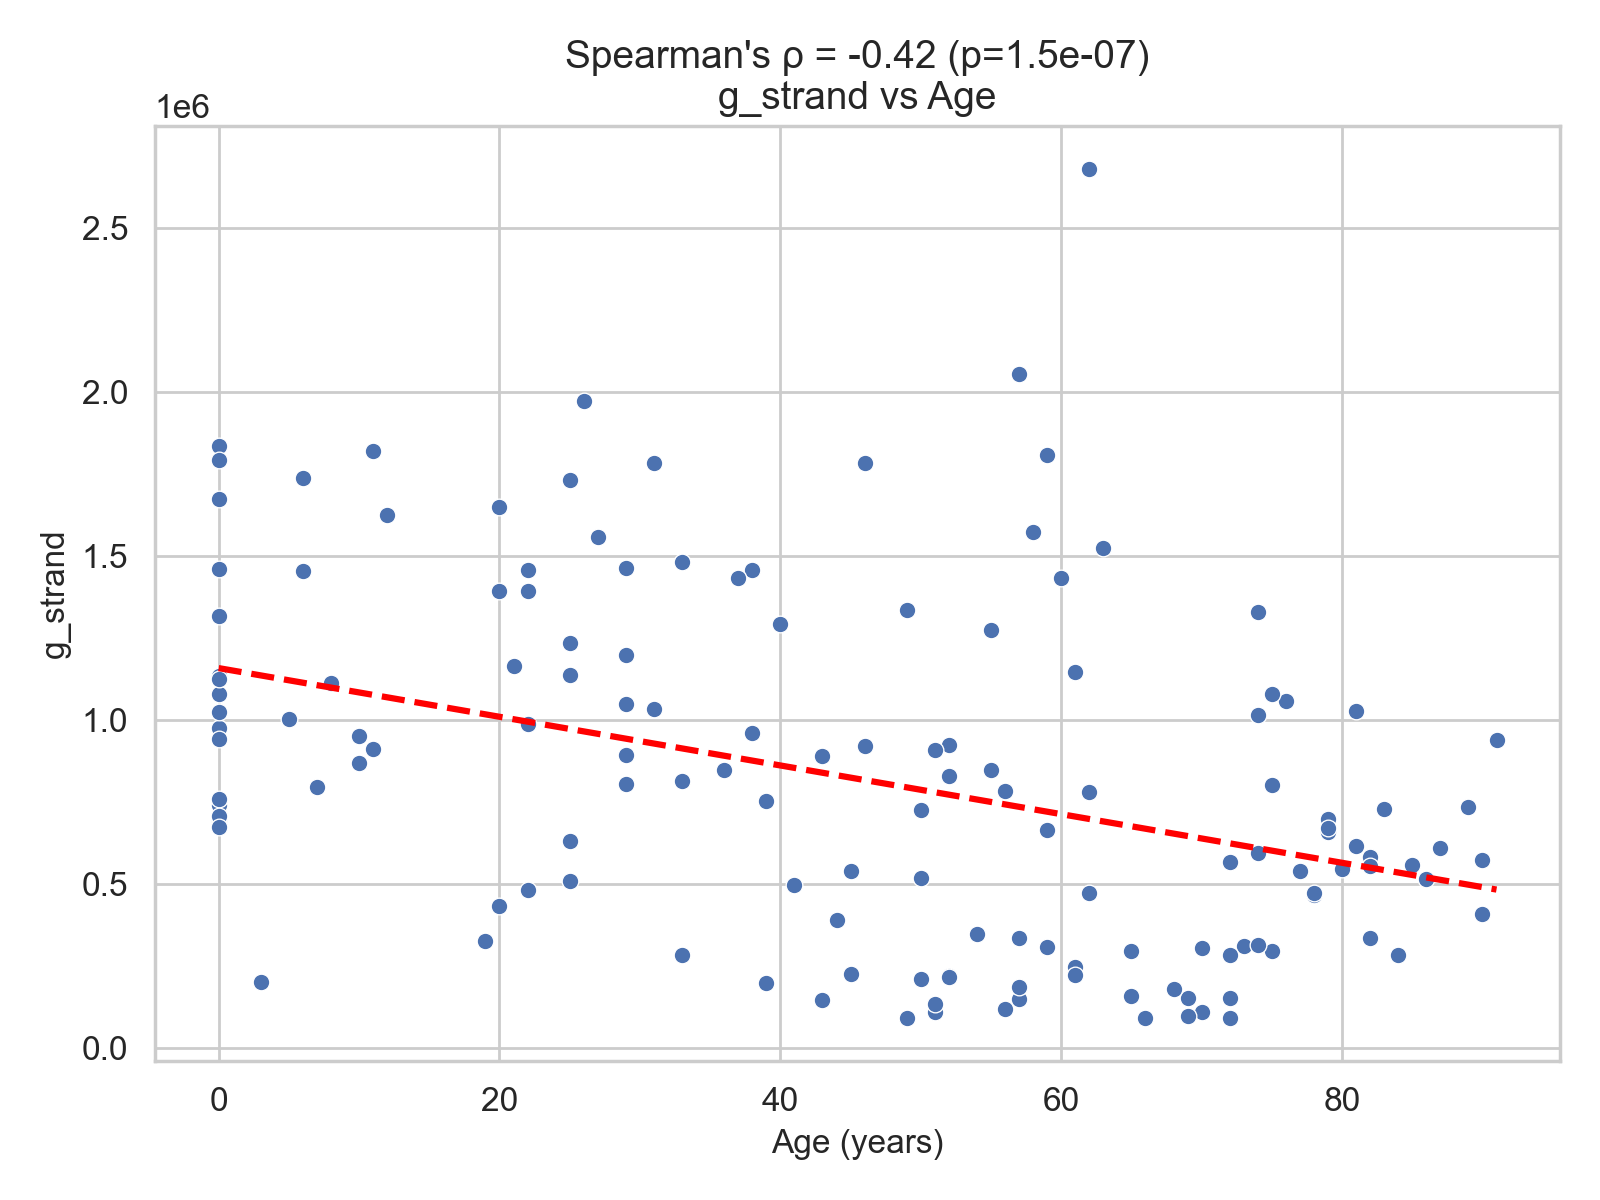 Spearman's ρ = -0.42 (p=1.5e-07)
g_strand vs Age
1e6
2.5
2.0
1.5
1.0
0.5
0.0
g_strand
0 20 40 60 80
Age (years)